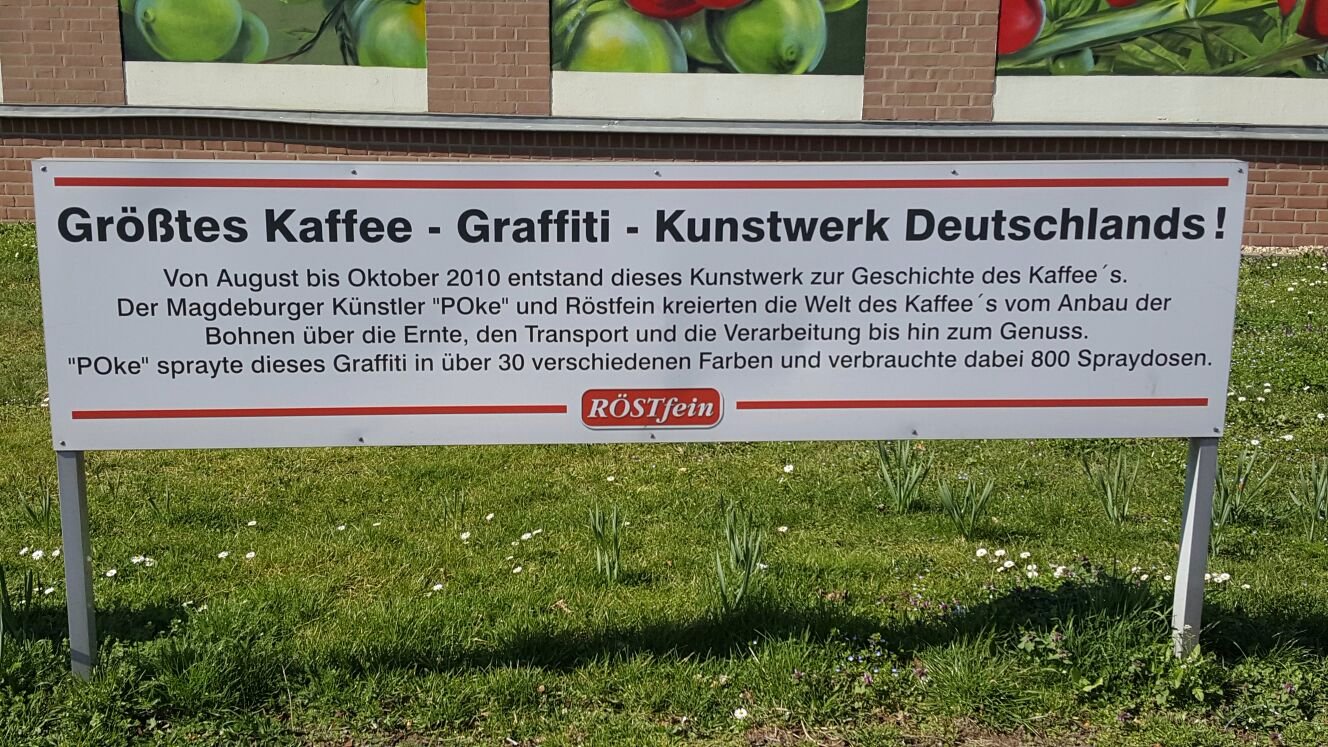 Größtes Kaffee - Graffiti - Kunstwerk Deutschlands!
Von August bis Oktober 2010 entstand dieses Kunstwerk zur Geschichte des Kaffee´s.
Der Magdeburger Künstler "POke" und Röstfein kreierten die Welt des Kaffee´s vom Anbau der
Bohnen über die Ernte, den Transport und die Verarbeitung bis hin zum Genuss.
"POke" sprayte dieses Graffiti in über 30 verschiedenen Farben und verbrauchte dabei 800 Spraydosen.
RÖSTfein